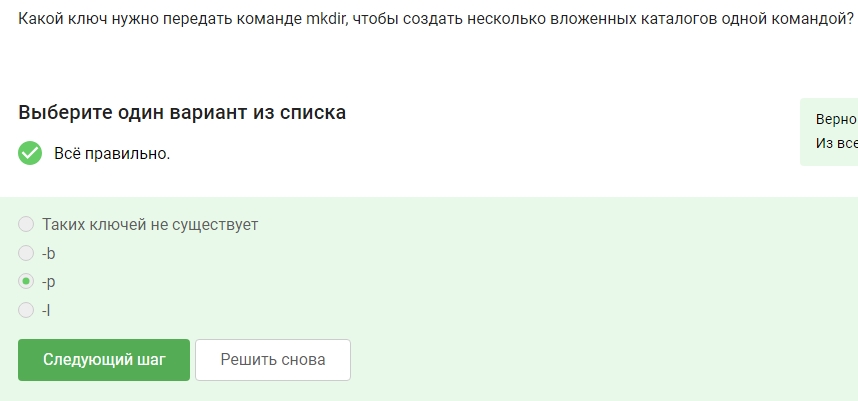 Какой ключ нужно передать команде mkdir, чтобы создать несколько вложенных каталогов одной командой?
Выберите один вариант из списка
Верно
Всё правильно.
Из все
Таких ключей не существует
-b
-p
-l
Следующий шаг
Решить снова